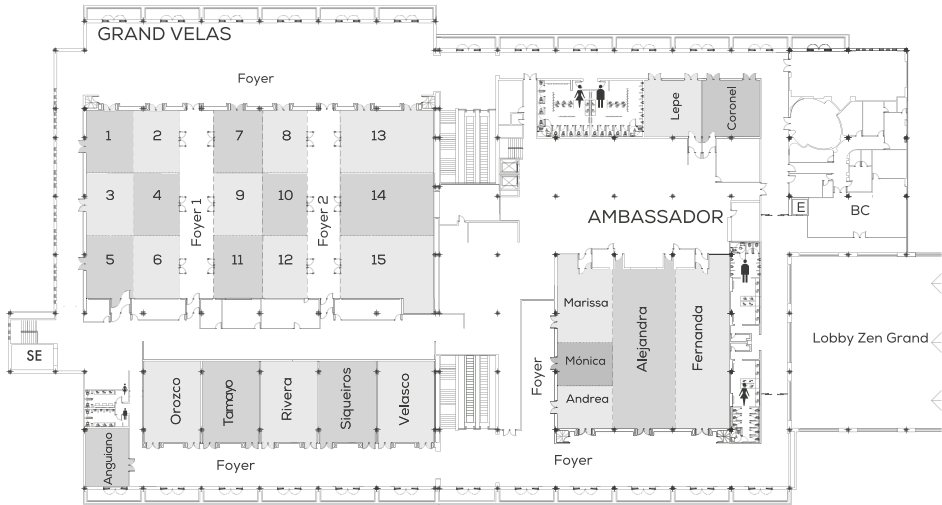 GRAND VELAS
Foyer
1
2
7
8
13
3
4
9
10
14
5
6
11
12
15
Foyer 1
Foyer 2
Lepe
Coronel
AMBASSADOR
E
BC
Marissa
Mónica
Andrea
Alejandra
Fernanda
Foyer
Lobby Zen Grand
SE
Orozco
Tamayo
Rivera
Siqueiros
Velasco
Anguiano
Foyer
Foyer